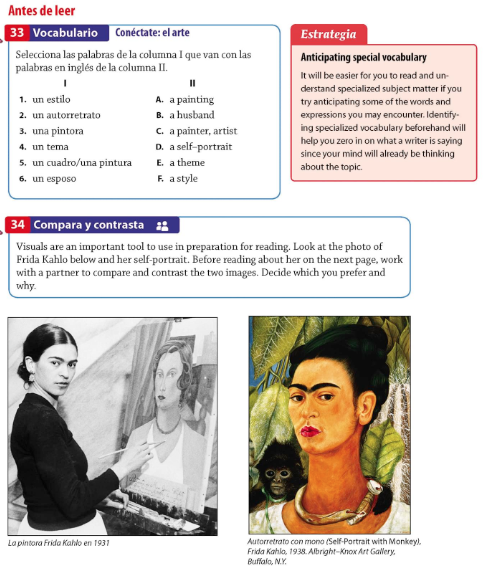 Antes de leer
33 Vocabulario Conéctate: el arte
Selecciona las palabras de la columna I que van con las
palabras en inglés de la columna II.
I II
1. un estilo A. a painting
2. un autorretrato B. a husband
3. una pintora C. a painter, artist
4. un tema D. a self–portrait
5. un cuadro/una pintura E. a theme
6. un esposo F. a style
Estrategia
Anticipating special vocabulary
It will be easier for you to read and un-
derstand specialized subject matter if you
try anticipating some of the words and
expressions you may encounter. Identify-
ing specialized vocabulary beforehand will
help you zero in on what a writer is saying
since your mind will already be thinking
about the topic.
34 Compara y contrasta
Visuals are an important tool to use in preparation for reading. Look at the photo of
Frida Kahlo below and her self-portrait. Before reading about her on the next page, work
with a partner to compare and contrast the two images. Decide which you prefer and
why.
La pintora Frida Kahlo en 1931
Autorretrato con mono (Self-Portrait with Monkey),
Frida Kahlo, 1938. Albright–Knox Art Gallery,
Buffalo, N.Y.